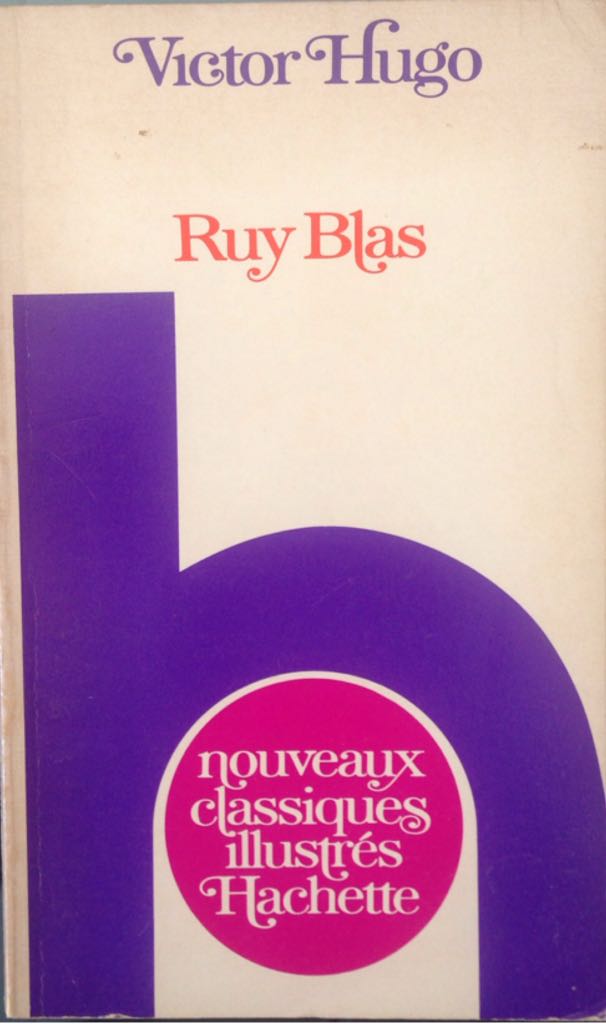 Victor Hugo
Ruy Blas
nouveaux
classiques
illustrés
Hachette